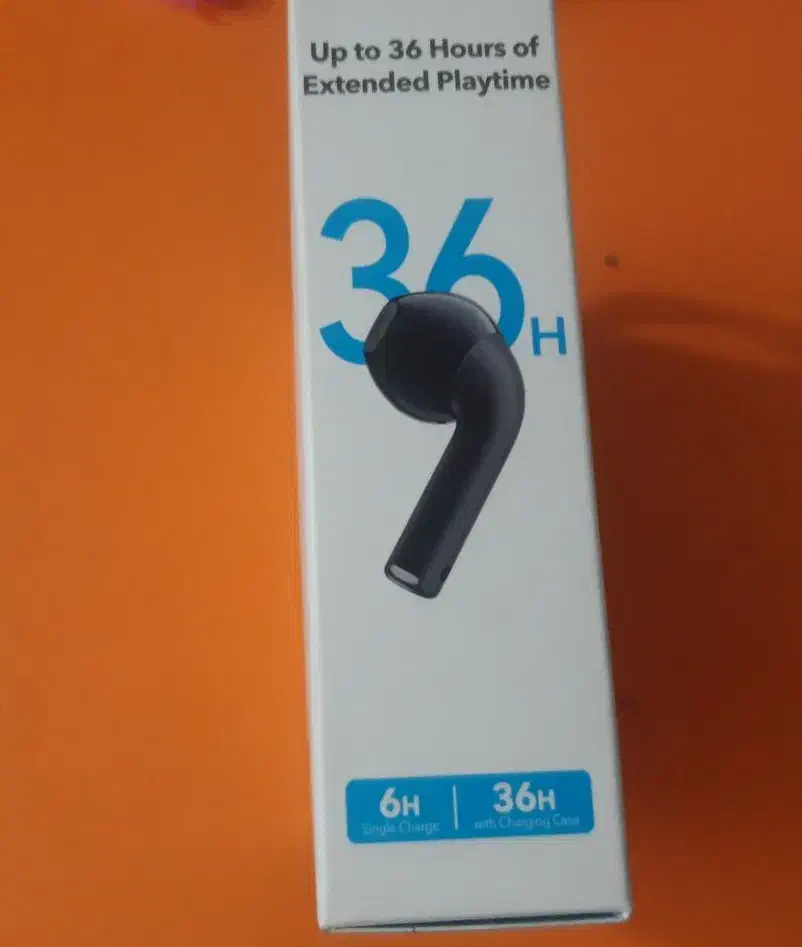 Up to 36 Hours of
Extended Playtime
36H
6H | 36H
Single Charge with Charging Case